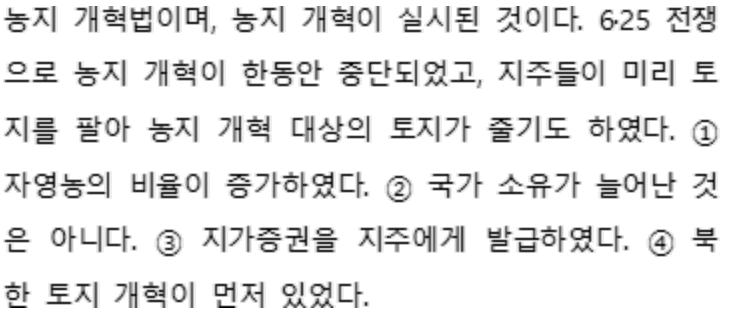 농지 개혁법이며, 농지 개혁이 실시된 것이다. 6·25 전쟁
으로 농지 개혁이 한동안 중단되었고, 지주들이 미리 토
지를 팔아 농지 개혁 대상의 토지가 줄기도 하였다. ①
자영농의 비율이 증가하였다. ② 국가 소유가 늘어난 것
은 아니다. ③ 지가증권을 지주에게 발급하였다. ④ 북
한 토지 개혁이 먼저 있었다.